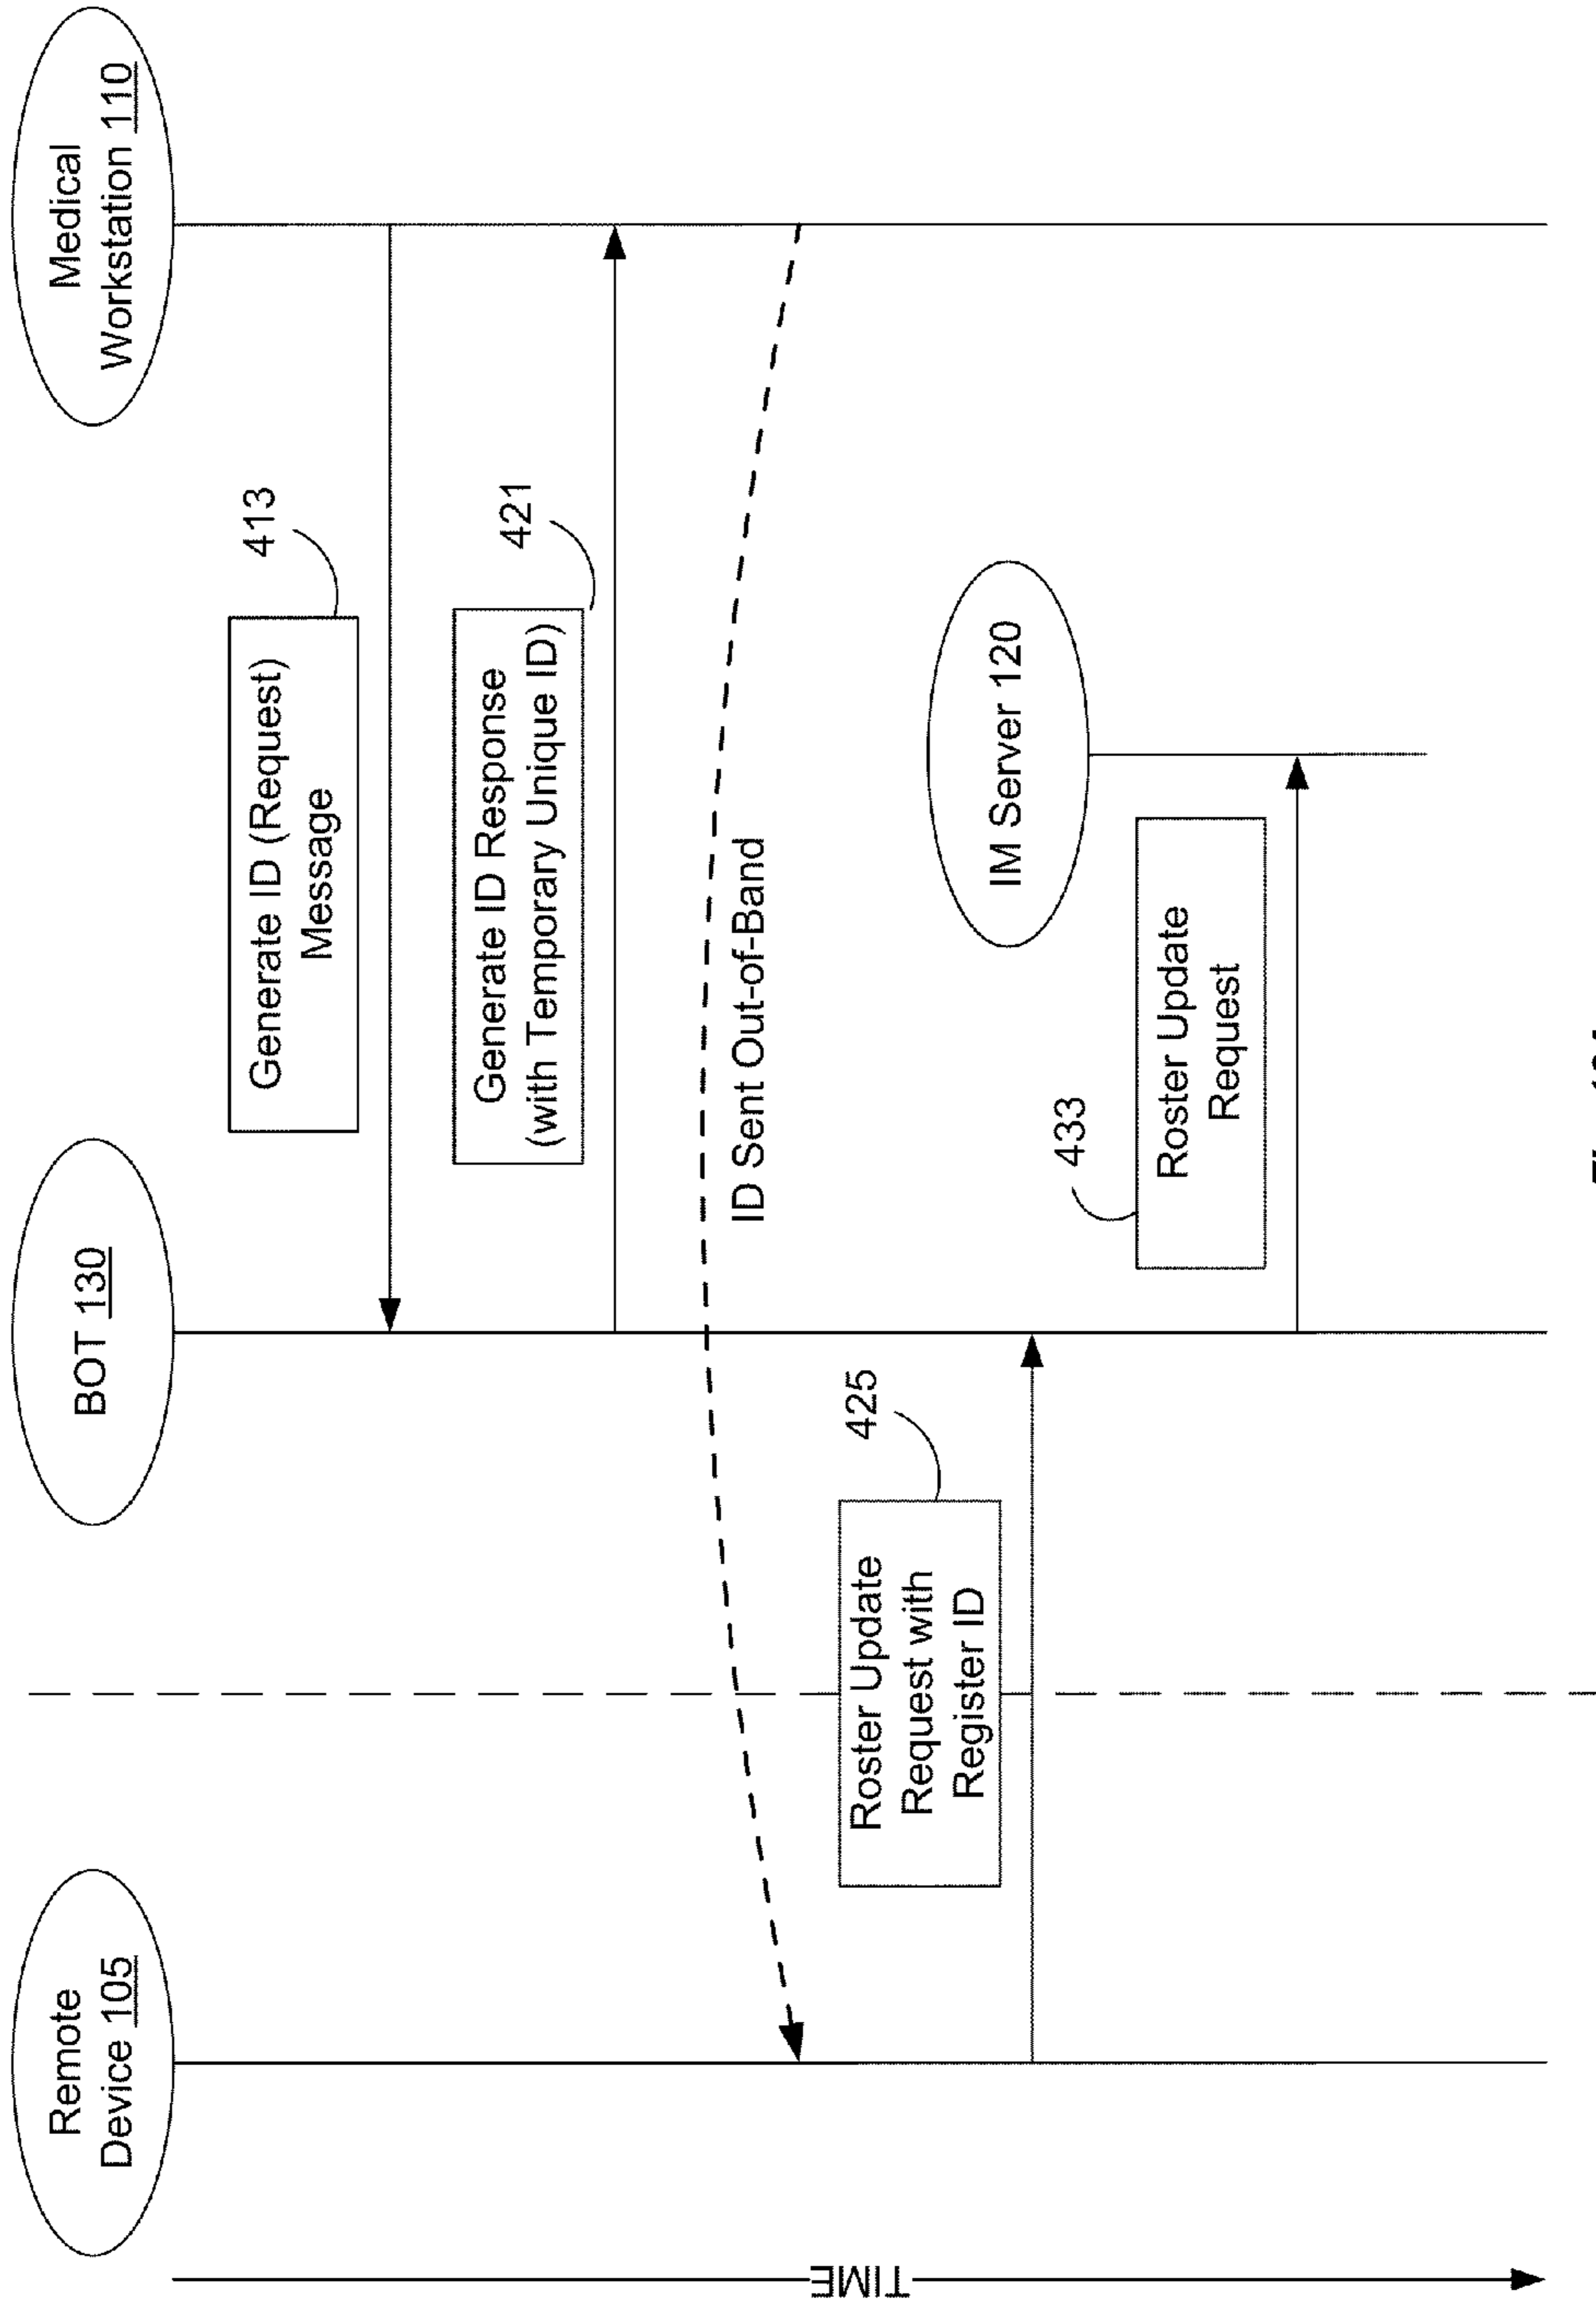 Remote
Device 105
BOT 130
Medical
Workstation 110
TIME
Generate ID (Request)
Message
413
Generate ID Response
(with Temporary Unique ID)
421
ID Sent Out-of-Band
Roster Update
Request with
Register ID
425
IM Server 120
433
Roster Update
Request